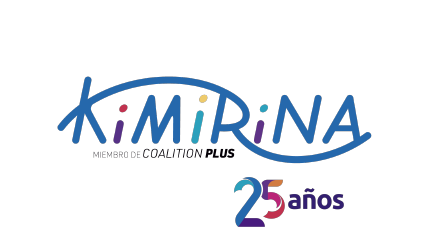 KiMiRiNA
MIEMBRO DE COALITION PLUS
25 años